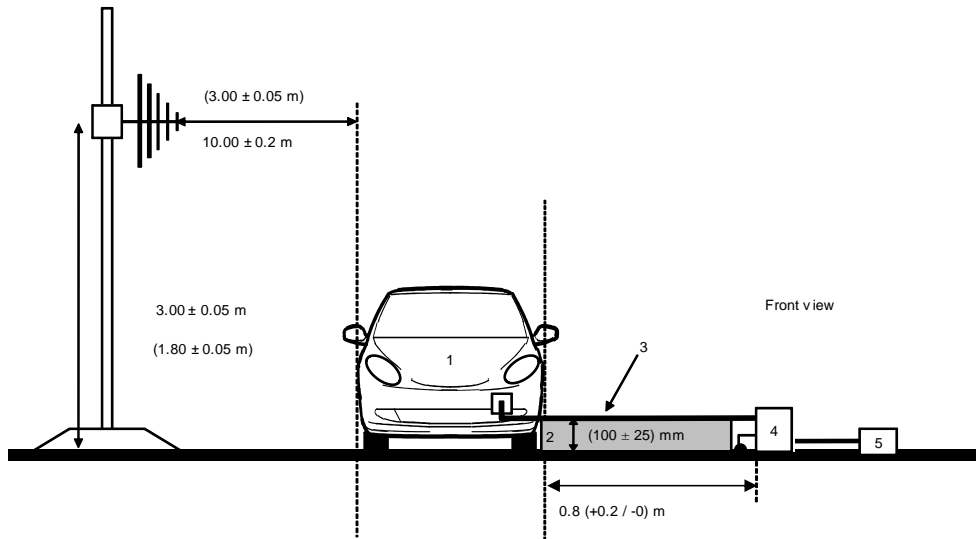 (3.00 ± 0.05 m)
10.00 ± 0.2 m
3.00 ± 0.05 m
(1.80 ± 0.05 m)
Front view
1
3
2
(100 ± 25) mm
4
5
0.8 (+0.2 / -0) m